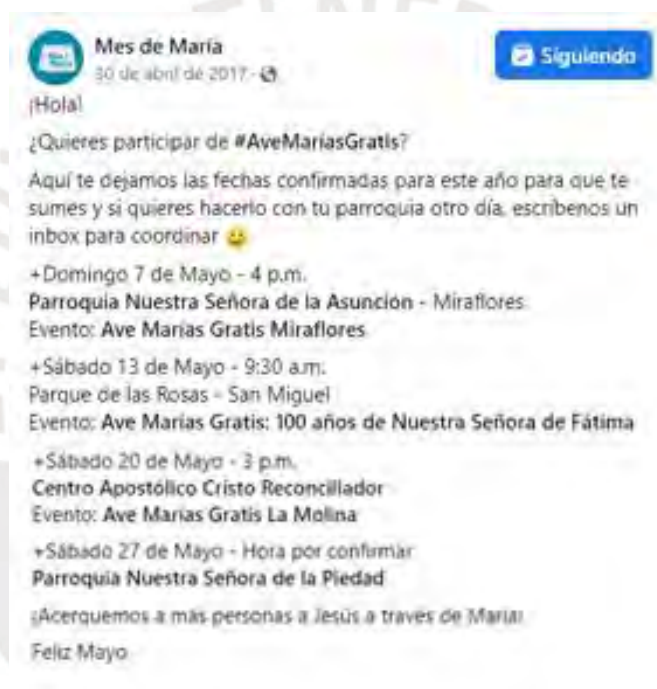 Mes de María
30 de abril de 2017
Siguiendo
¡Hola!
¿Quieres participar de #AveMaríasGratis?
Aquí te dejamos las fechas confirmadas para este año para que te
sumes y si quieres hacerlo con tu parroquia otro día, escríbenos un
inbox para coordinar 😀
+Domingo 7 de Mayo - 4 p.m.
Parroquia Nuestra Señora de la Asunción - Miraflores
Evento: Ave Marías Gratis Miraflores
+Sábado 13 de Mayo - 9:30 a.m.
Parque de las Rosas - San Miguel
Evento: Ave Marías Gratis: 100 años de Nuestra Señora de Fátima
+Sábado 20 de Mayo - 3 p.m.
Centro Apostólico Cristo Reconciliador
Evento: Ave Marías Gratis La Molina
+Sábado 27 de Mayo - Hora por confirmar
Parroquia Nuestra Señora de la Piedad
¡Acerquemos a más personas a Jesús a través de María!
Feliz Mayo